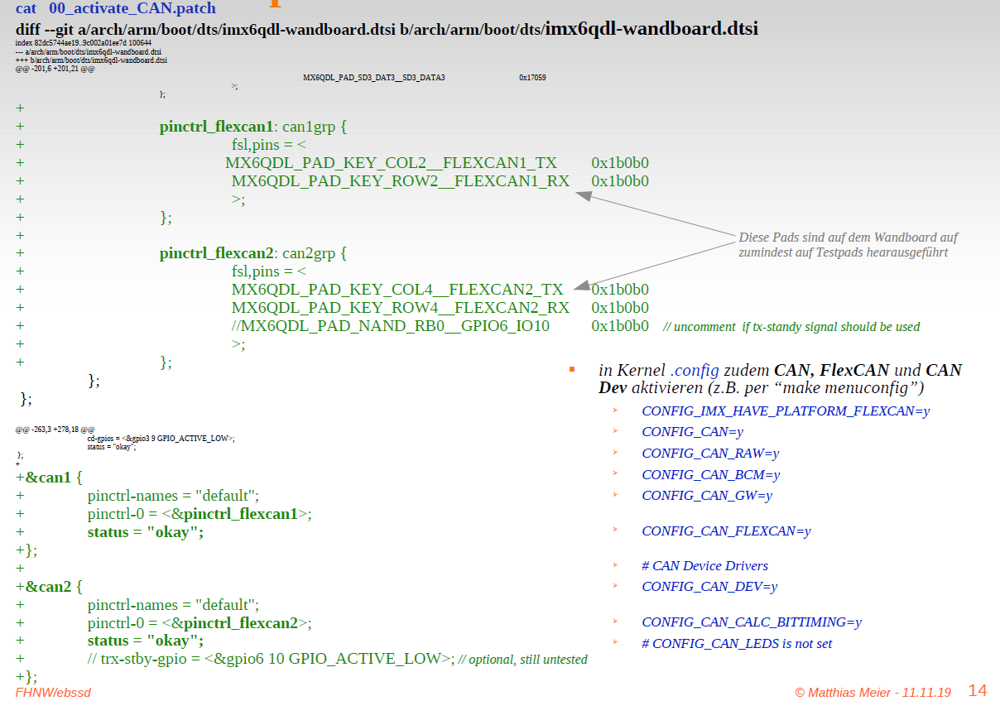 cat 00_activate_CAN.patch
diff --git a/arch/arm/boot/dts/imx6qdl-wandboard.dtsi b/arch/arm/boot/dts/imx6qdl-wandboard.dtsi
index 82dc5744ae19..9c002a01ee7d 100644
--- a/arch/arm/boot/dts/imx6qdl-wandboard.dtsi
+++ b/arch/arm/boot/dts/imx6qdl-wandboard.dtsi
@@ -201,6 +201,21 @@
MX6QDL_PAD_SD3_DAT3__SD3_DATA3 0x17059
>;
};
+
+ pinctrl_flexcan1: can1grp {
+ fsl,pins = <
+ MX6QDL_PAD_KEY_COL2__FLEXCAN1_TX 0x1b0b0
+ MX6QDL_PAD_KEY_ROW2__FLEXCAN1_RX 0x1b0b0
+ >;
+ };
+
+ pinctrl_flexcan2: can2grp {
+ fsl,pins = <
+ MX6QDL_PAD_KEY_COL4__FLEXCAN2_TX 0x1b0b0
+ MX6QDL_PAD_KEY_ROW4__FLEXCAN2_RX 0x1b0b0
+ //MX6QDL_PAD_NAND_RB0__GPIO6_IO10 0x1b0b0 // uncomment if tx-standy signal should be used
+ >;
+ };
};
};
Diese Pads sind auf dem Wandboard auf
zumindest auf Testpads hearausgeführt
@@ -263,3 +278,18 @@
cd-gpios = <&gpio3 9 GPIO_ACTIVE_LOW>;
status = "okay";
};
+
+&can1 {
+ pinctrl-names = "default";
+ pinctrl-0 = <&pinctrl_flexcan1>;
+ status = "okay";
+};
+
+&can2 {
+ pinctrl-names = "default";
+ pinctrl-0 = <&pinctrl_flexcan2>;
+ status = "okay";
+ // trx-stby-gpio = <&gpio6 10 GPIO_ACTIVE_LOW>; // optional, still untested
+};
in Kernel .config zudem CAN, FlexCAN und CAN
Dev aktivieren (z.B. per “make menuconfig”)
CONFIG_IMX_HAVE_PLATFORM_FLEXCAN=y
CONFIG_CAN=y
CONFIG_CAN_RAW=y
CONFIG_CAN_BCM=y
CONFIG_CAN_GW=y
CONFIG_CAN_FLEXCAN=y
# CAN Device Drivers
CONFIG_CAN_DEV=y
CONFIG_CAN_CALC_BITTIMING=y
# CONFIG_CAN_LEDS is not set
FHNW/ebssd
© Matthias Meier - 11.11.19 14